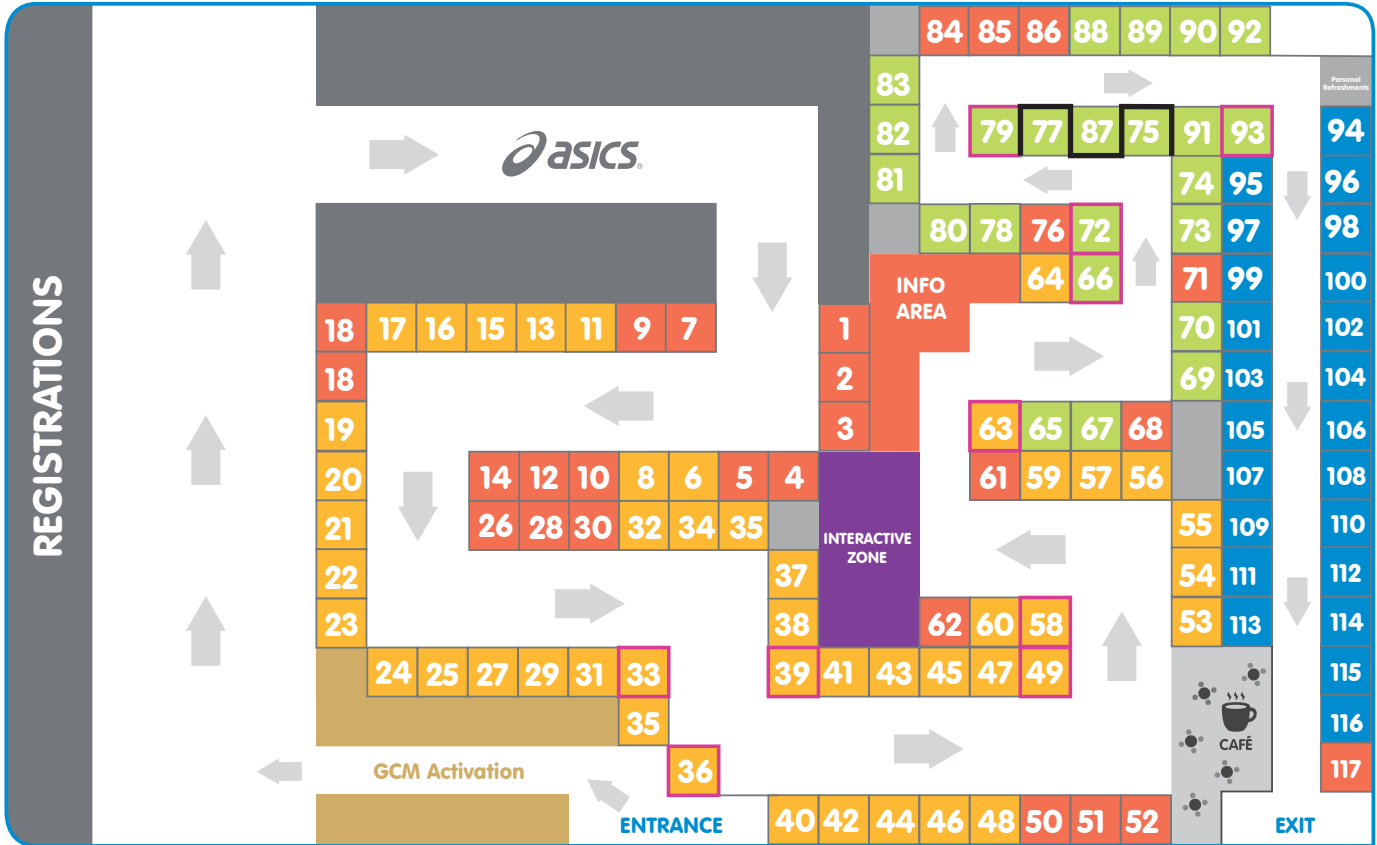 REGISTRATIONS
84 85 86 88 89 90 92
83
Personal
Refreshments
82 79 77 87 75 91 93 94
asics
81 74 95 96
80 78 76 72 73 97 98
INFO
AREA
64 66 71 99 100
18 17 16 15 13 11 9 7 1 70 101 102
18 2 69 103 104
19 3 63 65 67 68 105 106
20 14 12 10 8 6 5 4 61 59 57 56 107 108
21 26 28 30 32 34 35 55 109 110
INTERACTIVE
ZONE
22 37 54 111 112
23 38 62 60 58 53 113 114
24 25 27 29 31 33 39 41 43 45 47 49 115
35 116
CAFÉ
GCM Activation
36 117
ENTRANCE
40 42 44 46 48 50 51 52
EXIT